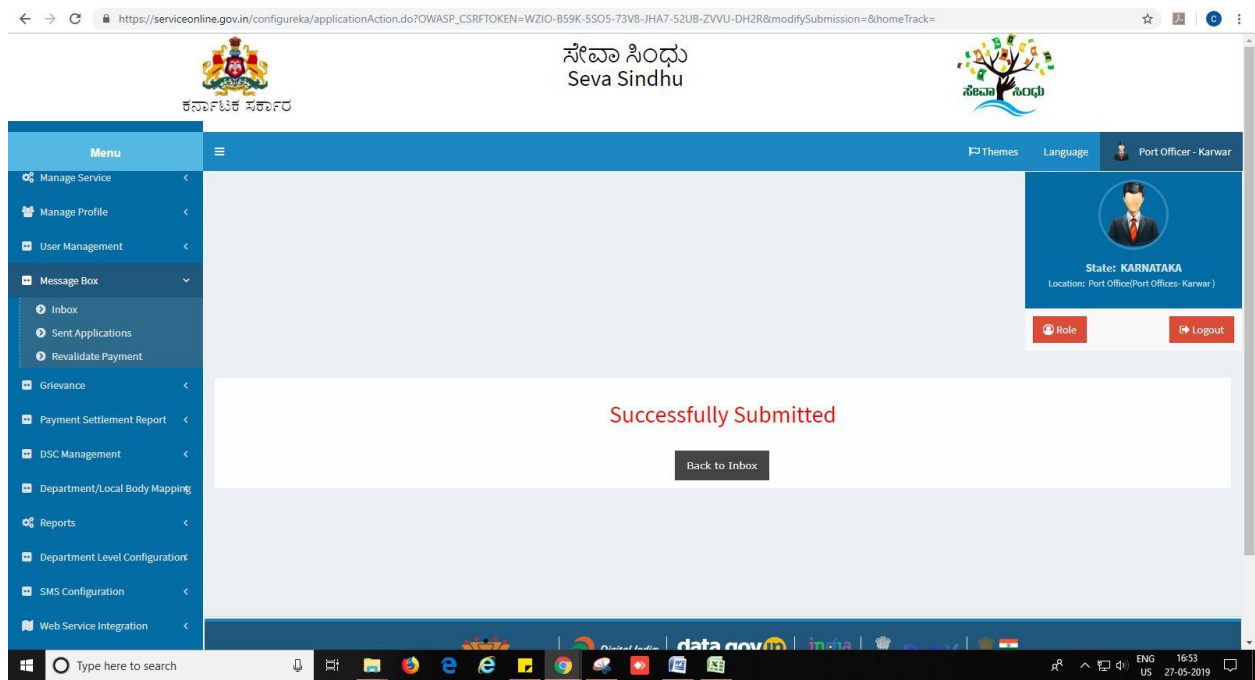 https://serviceonline.gov.in/configureka/applicationAction.do?OWASP_CSRFTOKEN=WZIO-B59K-5SO5-73V8-JHA7-52UB-ZVVU-DH2R&modifySubmission=&homeTrack=
C
ಕರ್ನಾಟಕ ಸರ್ಕಾರ
ಸೇವಾ ಸಿಂಧು
Seva Sindhu
ಸೇವಾ ಸಿಂಧು
Menu
Themes Language Port Officer - Karwar
Manage Service
Manage Profile
User Management
Message Box
Inbox
Sent Applications
Revalidate Payment
Grievance
Payment Settlement Report
DSC Management
Department/Local Body Mapping
Reports
Department Level Configuration
SMS Configuration
Web Service Integration
State: KARNATAKA
Location: Port Office(Port Offices- Karwar )
Role Logout
Successfully Submitted
Back to Inbox
Digital India data.gov in india
Type here to search
ENG 16:53
US 27-05-2019